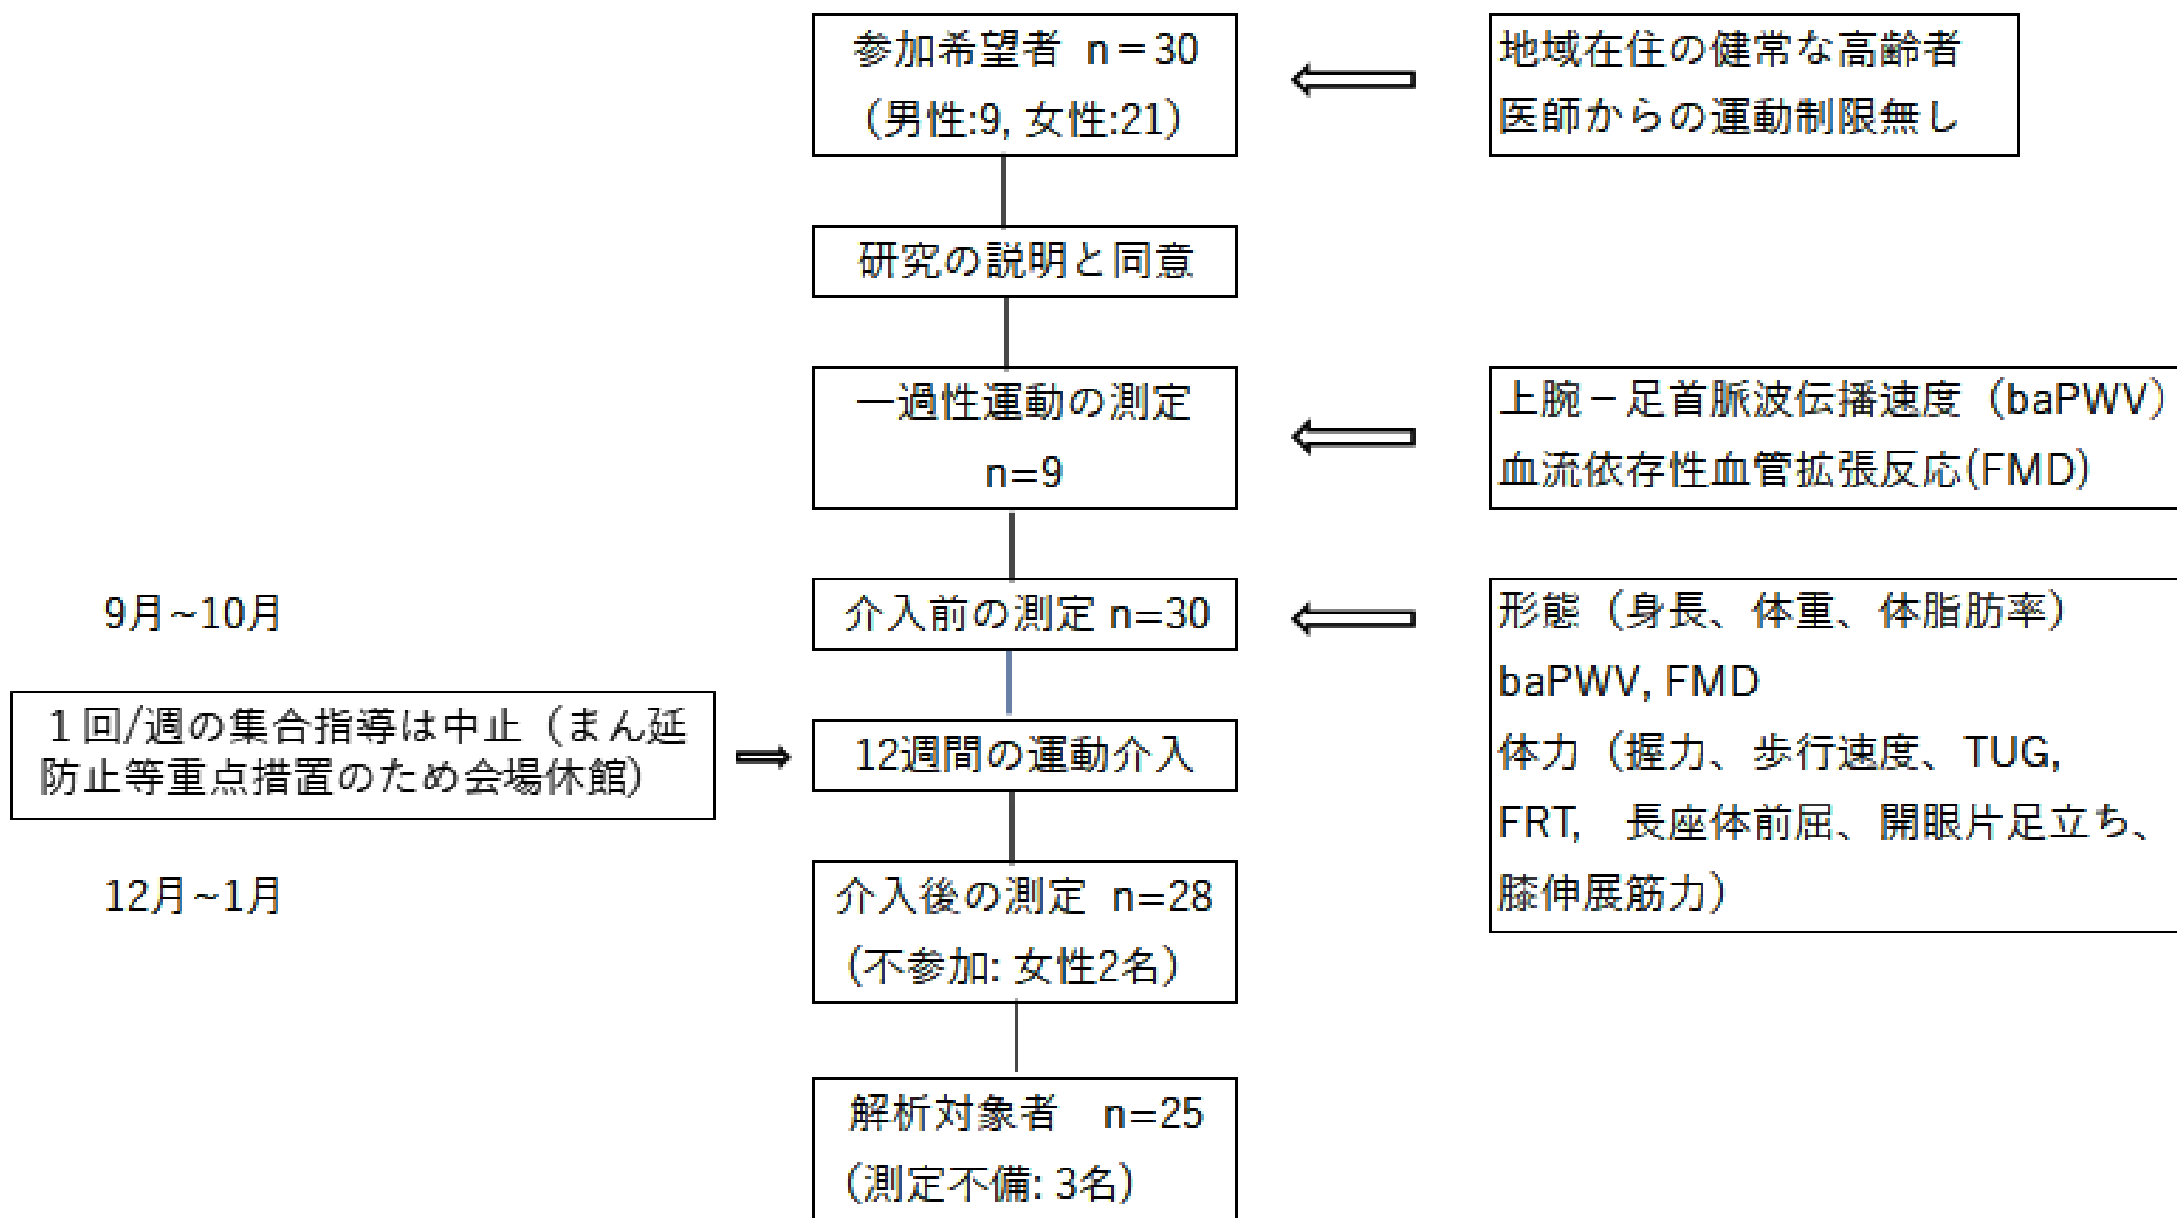 参加希望者 n＝30
（男性:9, 女性:21）
地域在住の健常な高齢者
医師からの運動制限無し
研究の説明と同意
一過性運動の測定
n=9
上腕－足首脈波伝播速度（baPWV）
血流依存性血管拡張反応(FMD)
9月~10月
介入前の測定 n=30
形態（身長、体重、体脂肪率）
baPWV, FMD
体力（握力、歩行速度、TUG,
FRT,　長座体前屈、開眼片足立ち、
膝伸展筋力）
１回/週の集合指導は中止（まん延
防止等重点措置のため会場休館）
12週間の運動介入
12月~1月
介入後の測定 n=28
(不参加: 女性2名）
解析対象者　n=25
（測定不備: 3名）